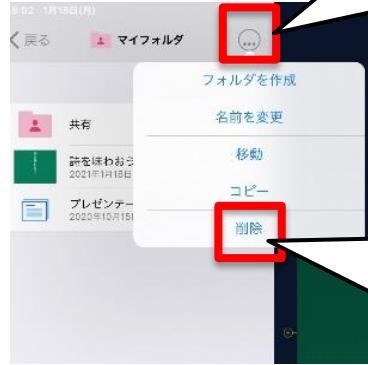 5:02 1月18日(月)
戻る
マイフォルダ
フォルダを作成
名前を変更
移動
コピー
削除
共有
詩を味わおう
2021年1月18日
プレゼンテー
2020年10月15日